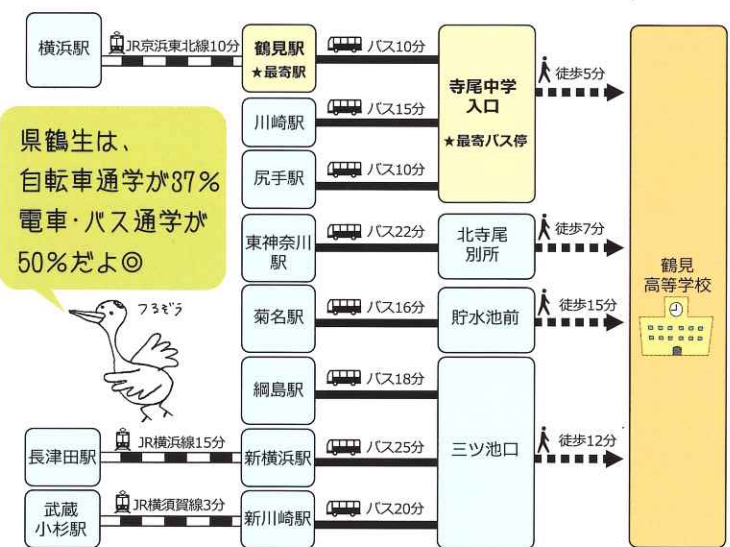 横浜駅
JR京浜東北線10分
鶴見駅
★最寄駅
バス10分
寺尾中学
入口
★最寄バス停
徒歩5分
川崎駅
バス15分
尻手駅
バス10分
県鶴生は、
自転車通学が37%
電車・バス通学が
50%だよ◎
つるぞう
東神奈川
駅
バス22分
北寺尾
別所
徒歩7分
鶴見
高等学校
菊名駅
バス16分
貯水池前
徒歩15分
綱島駅
バス18分
三ツ池口
徒歩12分
長津田駅
JR横浜線15分
新横浜駅
バス25分
武蔵
小杉駅
JR横須賀線3分
新川崎駅
バス20分